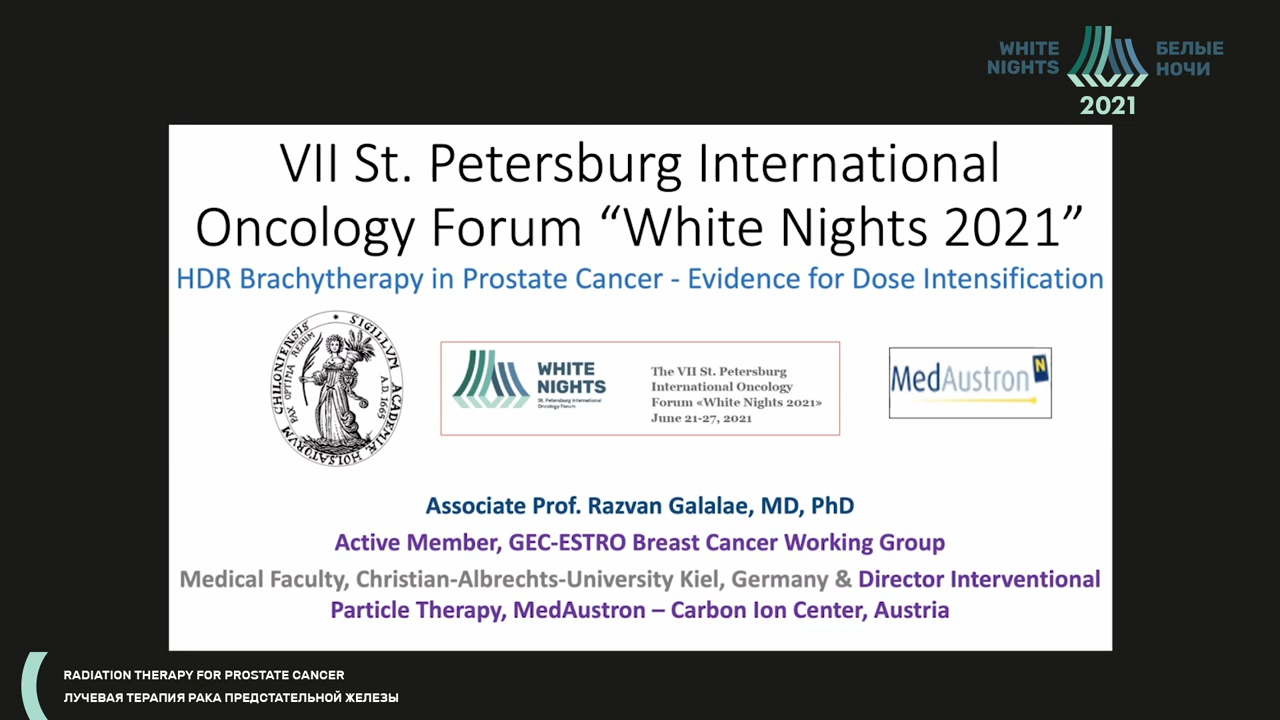 WHITE NIGHTS
БЕЛЫЕ НОЧИ
2021
VII St. Petersburg International
Oncology Forum “White Nights 2021”
HDR Brachytherapy in Prostate Cancer - Evidence for Dose Intensification
SIGILLVM ACADEMIÆ HOLSATORVM CHILONIENSIS
PAX OPTIMA RERUM
A.D. 1665
WHITE
NIGHTS
St. Petersburg International
Oncology Forum
The VII St. Petersburg
International Oncology
Forum «White Nights 2021»
June 21-27, 2021
MedAustron N
Associate Prof. Razvan Galalae, MD, PhD
Active Member, GEC-ESTRO Breast Cancer Working Group
Medical Faculty, Christian-Albrechts-University Kiel, Germany & Director Interventional
Particle Therapy, MedAustron – Carbon Ion Center, Austria
RADIATION THERAPY FOR PROSTATE CANCER
ЛУЧЕВАЯ ТЕРАПИЯ РАКА ПРЕДСТАТЕЛЬНОЙ ЖЕЛЕЗЫ